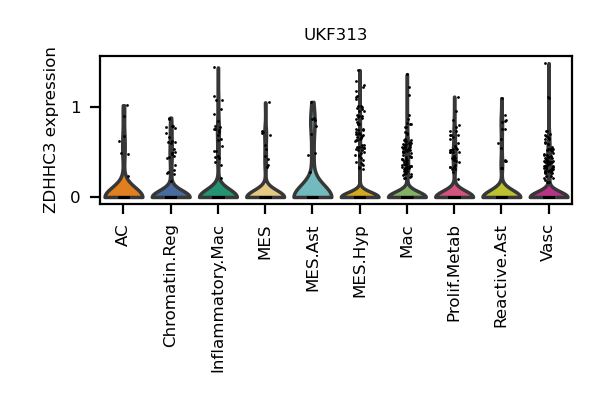 UKF313
ZDHHC3 expression
1
0
AC
Chromatin.Reg
Inflammatory.Mac
MES
MES.Ast
MES.Hyp
Mac
Prolif.Metab
Reactive.Ast
Vasc